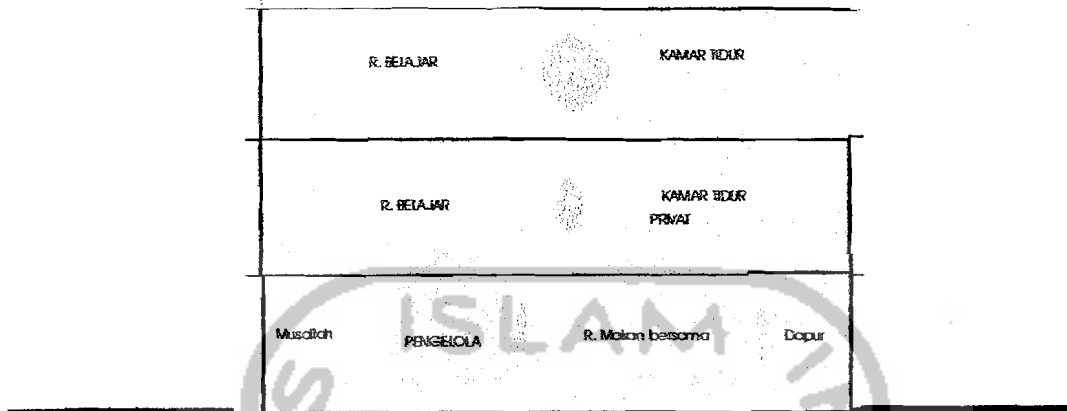 R. BELAJAR KAMAR TIDUR
R. BELAJAR KAMAR TIDUR
PRIVAT
Musallah PENGELOLA R. Makan bersama Dapur
ISLAM